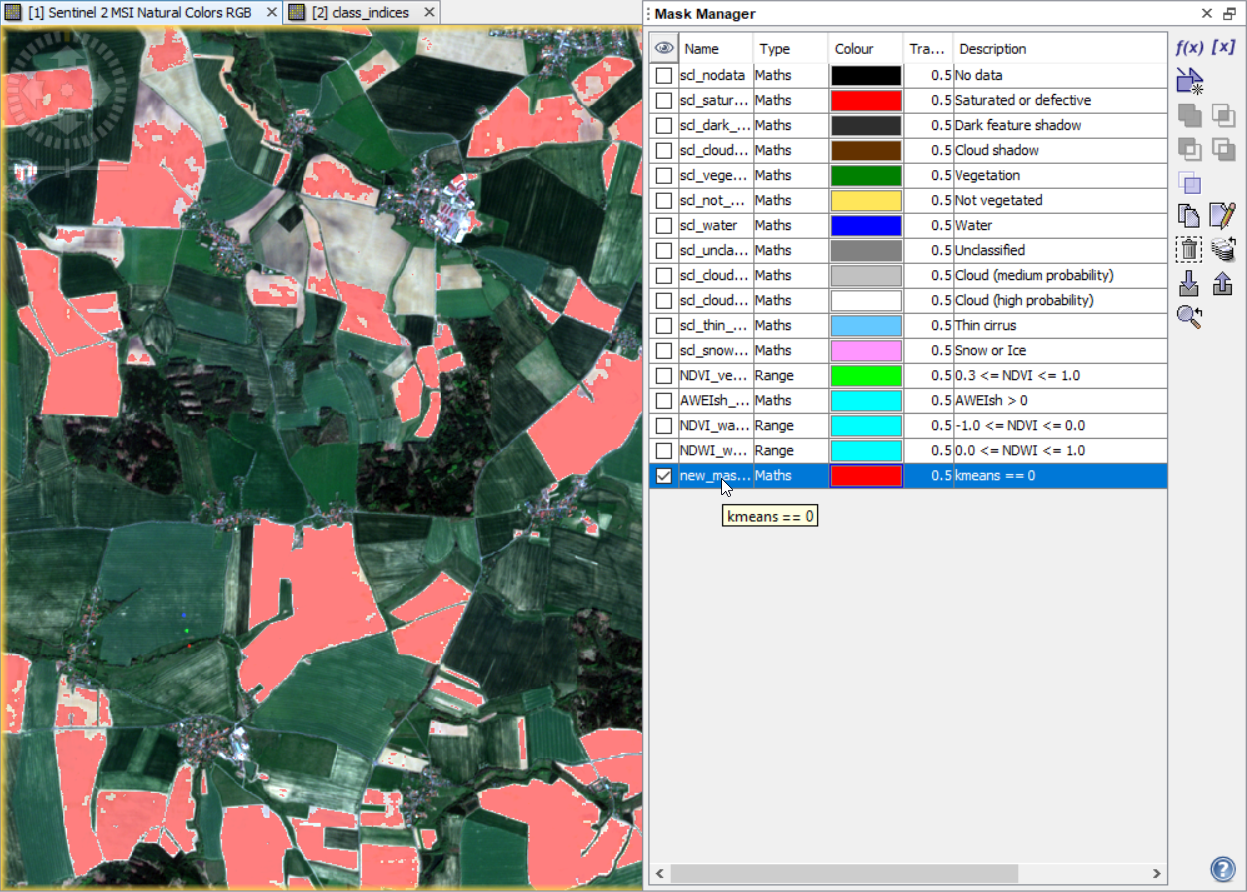 [1] Sentinel 2 MSI Natural Colors RGB [2] class_indices
Mask Manager
Name Type Colour Tra... Description
scl_nodata Maths 0.5 No data
scl_satur... Maths 0.5 Saturated or defective
scl_dark_... Maths 0.5 Dark feature shadow
scl_cloud... Maths 0.5 Cloud shadow
scl_vege... Maths 0.5 Vegetation
scl_not_... Maths 0.5 Not vegetated
scl_water Maths 0.5 Water
scl_uncla... Maths 0.5 Unclassified
scl_cloud... Maths 0.5 Cloud (medium probability)
scl_cloud... Maths 0.5 Cloud (high probability)
scl_thin_... Maths 0.5 Thin cirrus
scl_snow... Maths 0.5 Snow or Ice
NDVI_ve... Range 0.5 0.3 <= NDVI <= 1.0
AWEIsh_... Maths 0.5 AWEIsh > 0
NDVI_wa... Range 0.5 -1.0 <= NDVI <= 0.0
NDWI_w... Range 0.5 0.0 <= NDWI <= 1.0
new_mas... Maths 0.5 kmeans == 0
kmeans == 0
f(x) [x]
?